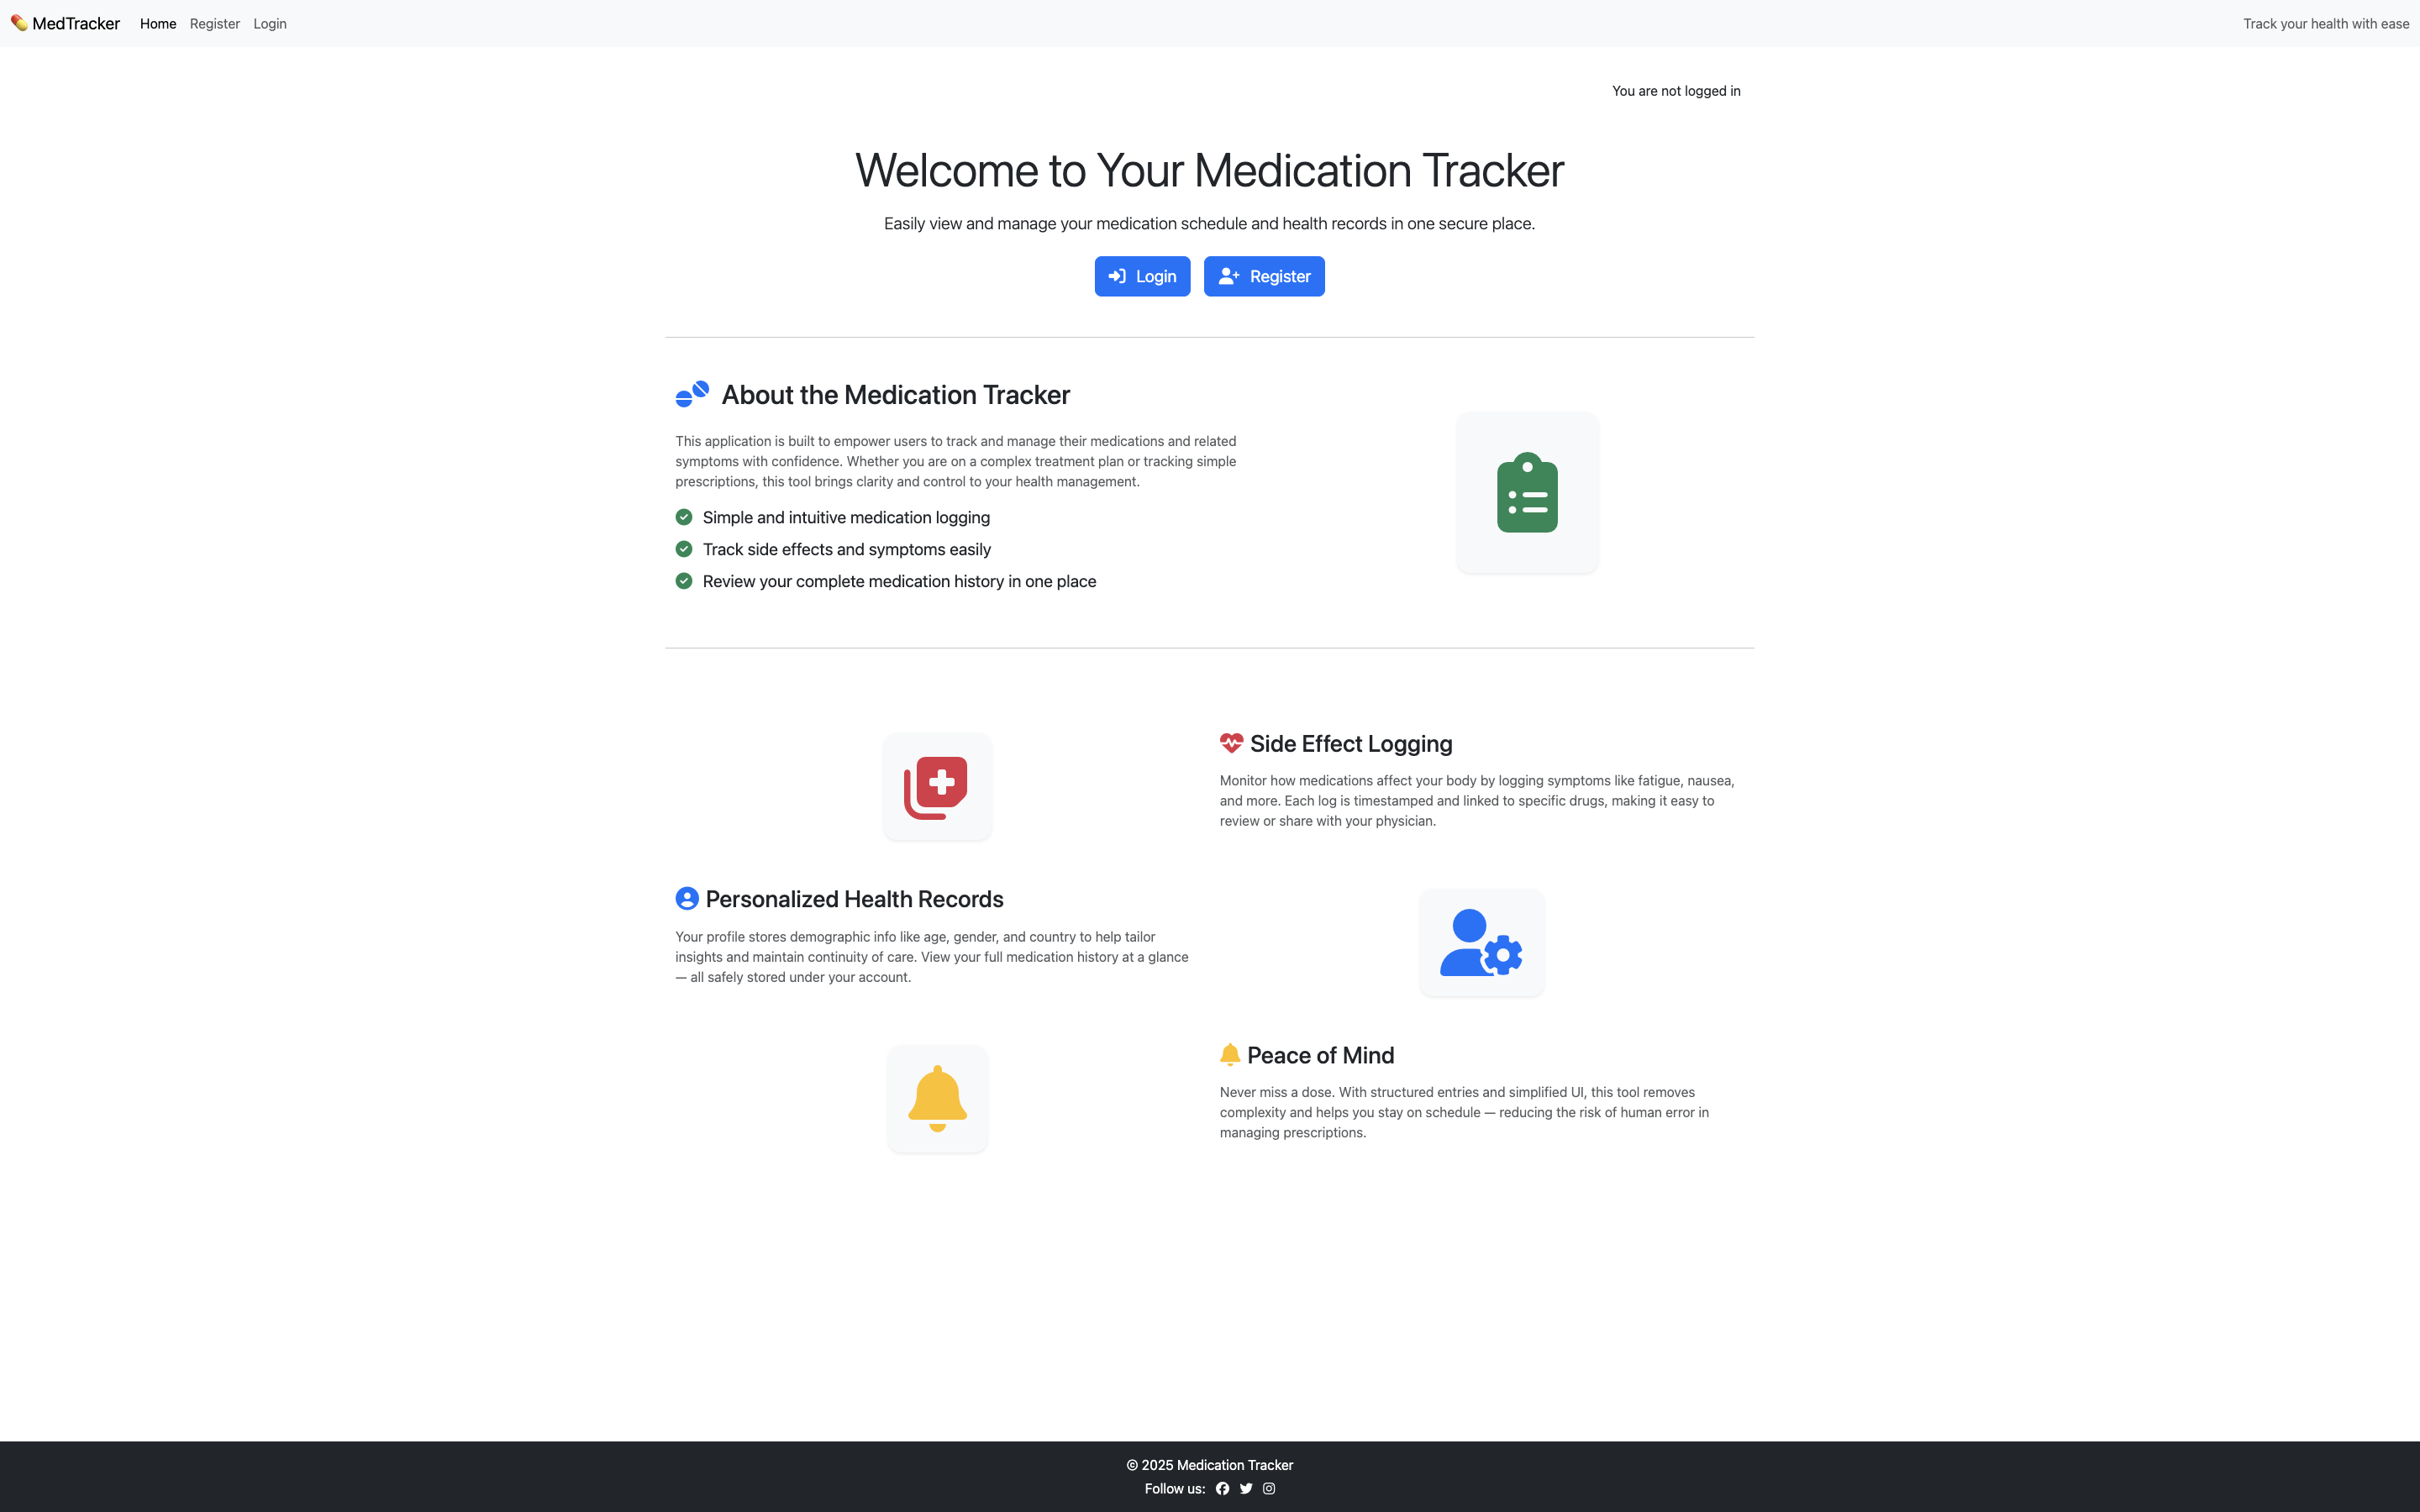 MedTracker Home Register Login Track your health with ease
You are not logged in
Welcome to Your Medication Tracker
Easily view and manage your medication schedule and health records in one secure place.
Login Register
About the Medication Tracker
This application is built to empower users to track and manage their medications and related
symptoms with confidence. Whether you are on a complex treatment plan or tracking simple
prescriptions, this tool brings clarity and control to your health management.
Simple and intuitive medication logging
Track side effects and symptoms easily
Review your complete medication history in one place
Side Effect Logging
Monitor how medications affect your body by logging symptoms like fatigue, nausea,
and more. Each log is timestamped and linked to specific drugs, making it easy to
review or share with your physician.
Personalized Health Records
Your profile stores demographic info like age, gender, and country to help tailor
insights and maintain continuity of care. View your full medication history at a glance
— all safely stored under your account.
Peace of Mind
Never miss a dose. With structured entries and simplified UI, this tool removes
complexity and helps you stay on schedule — reducing the risk of human error in
managing prescriptions.
© 2025 Medication Tracker
Follow us: